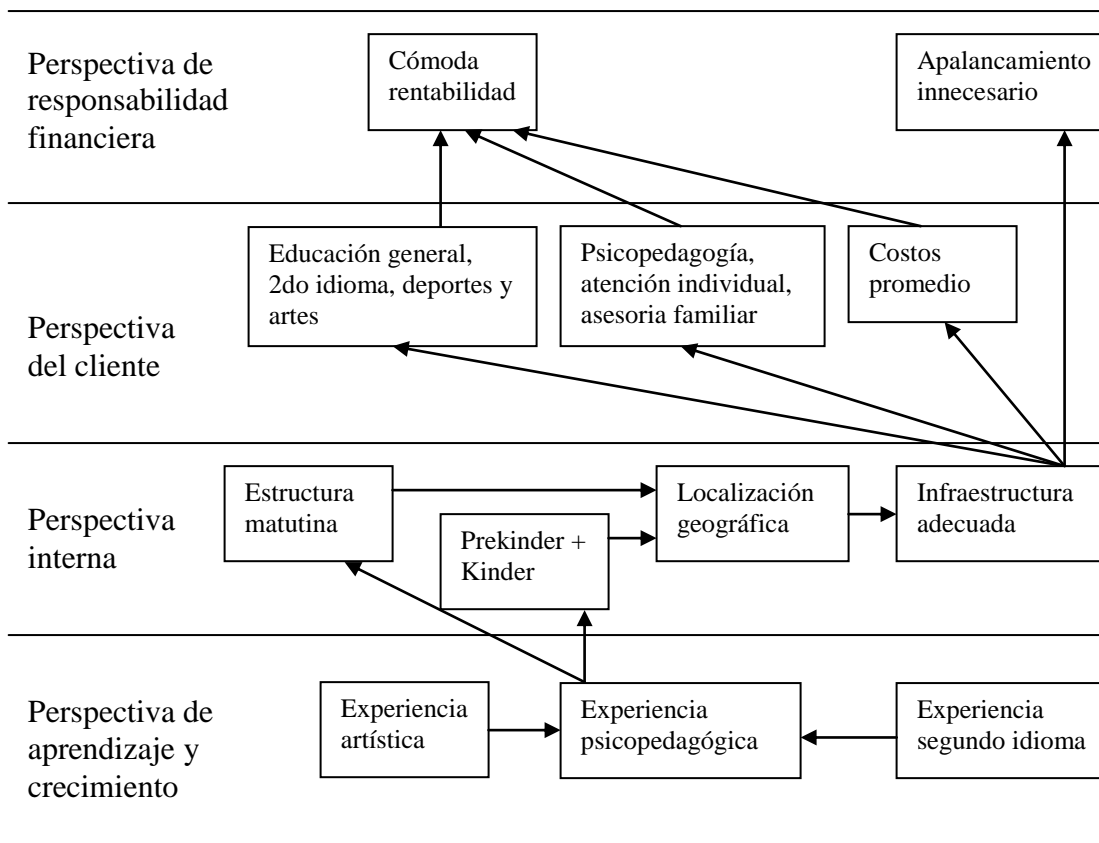 Perspectiva de
responsabilidad
financiera
Cómoda
rentabilidad
Apalancamiento
innecesario
Perspectiva
del cliente
Educación general,
2do idioma, deportes y
artes
Psicopedagogía,
atención individual,
asesoria familiar
Costos
promedio
Perspectiva
interna
Estructura
matutina
Prekinder +
Kinder
Localización
geográfica
Infraestructura
adecuada
Perspectiva de
aprendizaje y
crecimiento
Experiencia
artística
Experiencia
psicopedagógica
Experiencia
segundo idioma